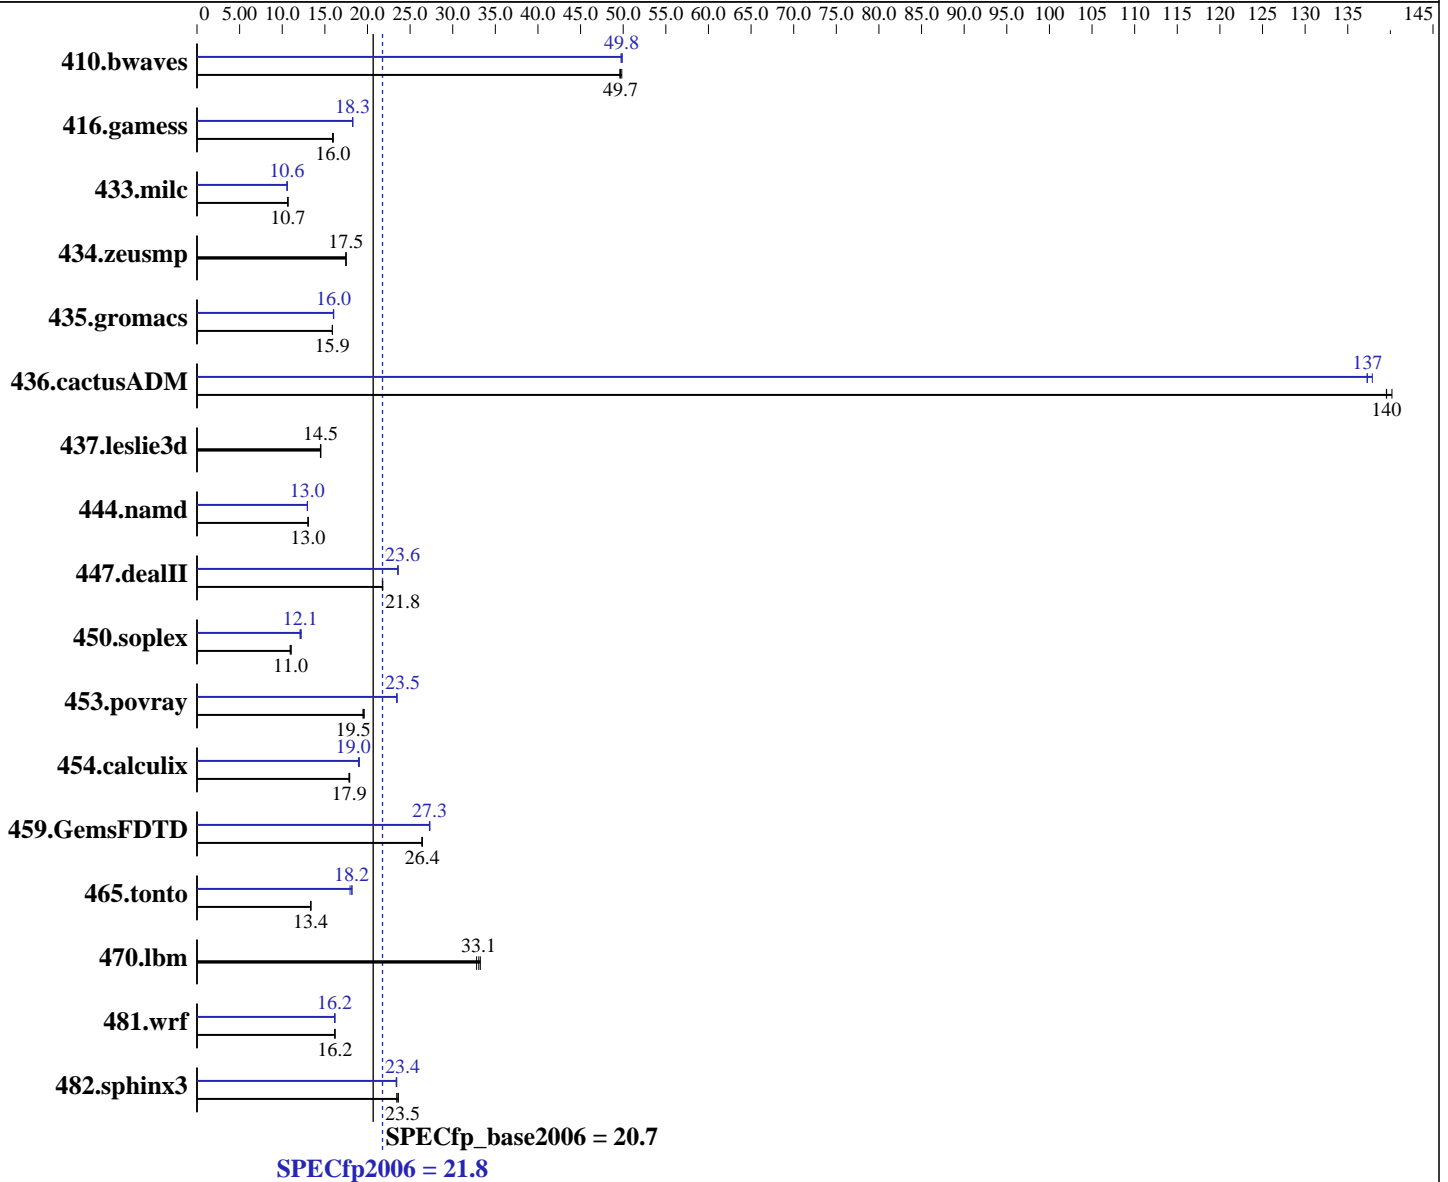 0 5.00 10.0 15.0 20.0 25.0 30.0 35.0 40.0 45.0 50.0 55.0 60.0 65.0 70.0 75.0 80.0 85.0 90.0 95.0 100 105 110 115 120 125 130 135 145
49.8
410.bwaves
49.7
18.3
416.gamess
16.0
10.6
433.milc
10.7
17.5
434.zeusmp
16.0
435.gromacs
15.9
137
436.cactusADM
140
14.5
437.leslie3d
13.0
444.namd
13.0
23.6
447.dealII
21.8
12.1
450.soplex
11.0
23.5
453.povray
19.5
19.0
454.calculix
17.9
27.3
459.GemsFDTD
26.4
18.2
465.tonto
13.4
33.1
470.lbm
16.2
481.wrf
16.2
23.4
482.sphinx3
23.5
SPECfp_base2006 = 20.7
SPECfp2006 = 21.8